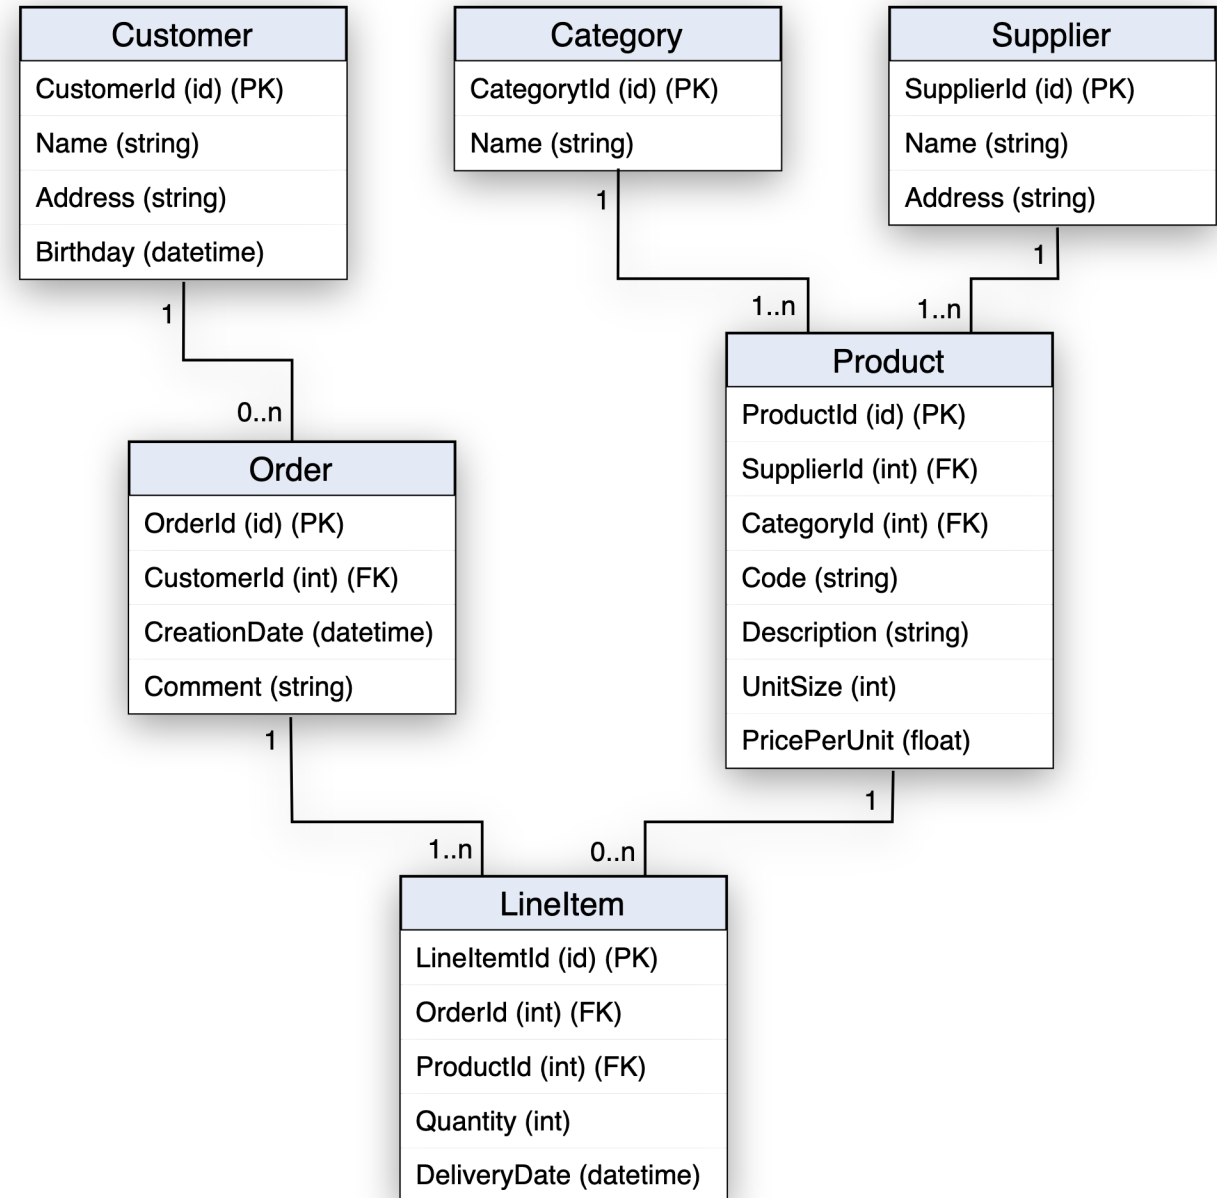 Customer
CustomerId (id) (PK)
Name (string)
Address (string)
Birthday (datetime)
Category
CategorytId (id) (PK)
Name (string)
Supplier
SupplierId (id) (PK)
Name (string)
Address (string)
1
1
1
0..n
1..n
1..n
Order
OrderId (id) (PK)
CustomerId (int) (FK)
CreationDate (datetime)
Comment (string)
Product
ProductId (id) (PK)
SupplierId (int) (FK)
CategoryId (int) (FK)
Code (string)
Description (string)
UnitSize (int)
PricePerUnit (float)
1
1
1..n
0..n
LineItem
LineItemtId (id) (PK)
OrderId (int) (FK)
ProductId (int) (FK)
Quantity (int)
DeliveryDate (datetime)